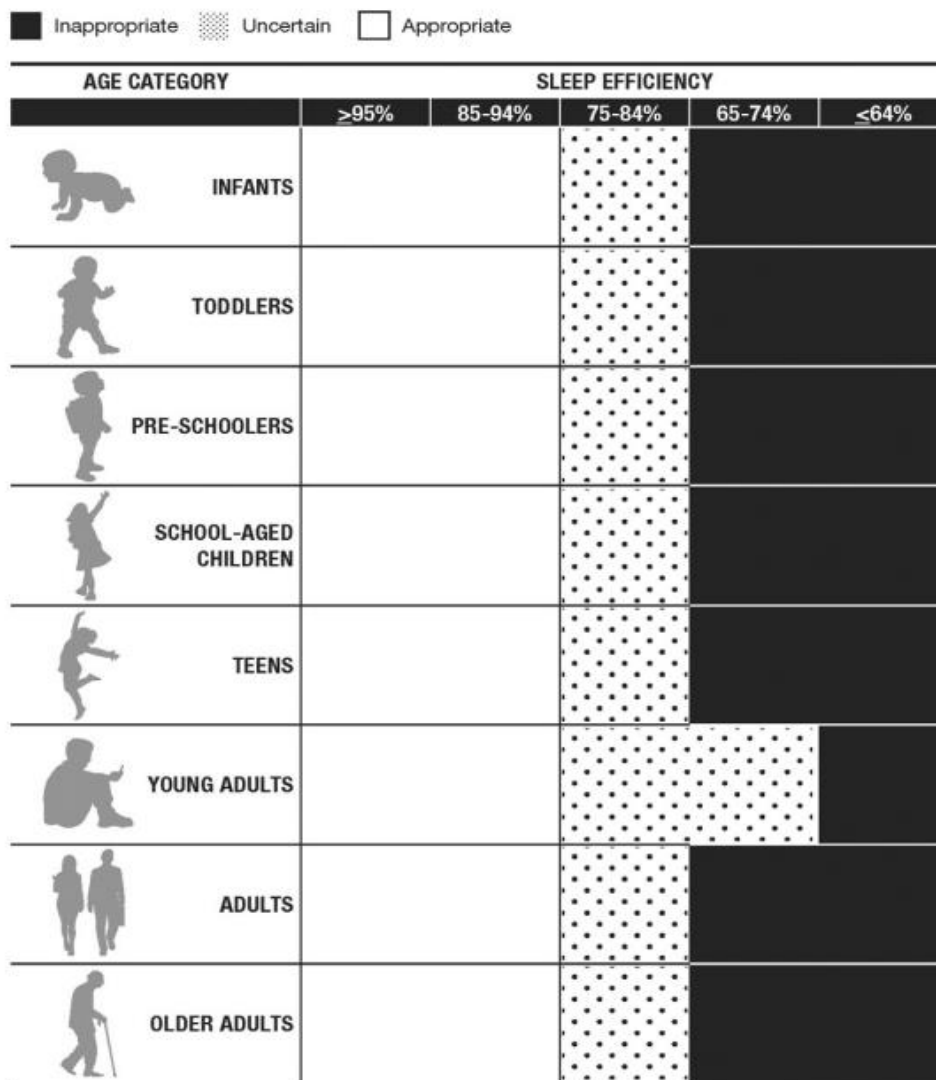 Inappropriate Uncertain Appropriate
AGE CATEGORY SLEEP EFFICIENCY
≥95% 85-94% 75-84% 65-74% ≤64%
INFANTS
TODDLERS
PRE-SCHOOLERS
SCHOOL-AGED
CHILDREN
TEENS
YOUNG ADULTS
ADULTS
OLDER ADULTS